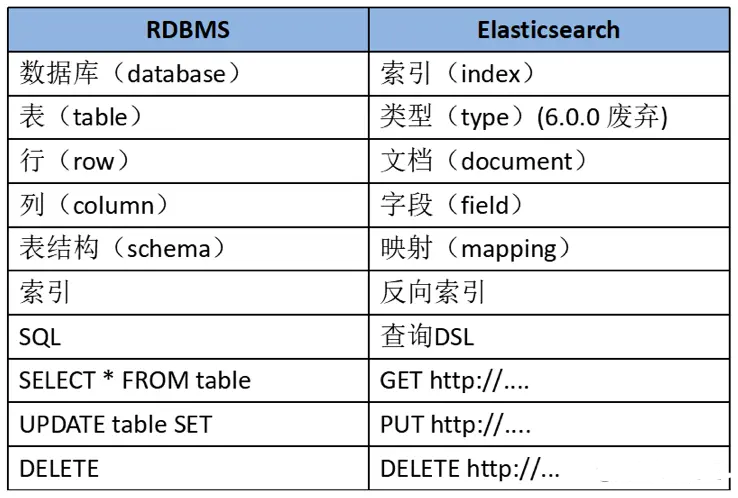 RDBMS Elasticsearch
数据库（database） 索引（index）
表（table） 类型（type）(6.0.0 废弃)
行（row） 文档（document）
列（column） 字段（field）
表结构（schema） 映射（mapping）
索引 反向索引
SQL 查询DSL
SELECT * FROM table GET http://....
UPDATE table SET PUT http://....
DELETE DELETE http://...